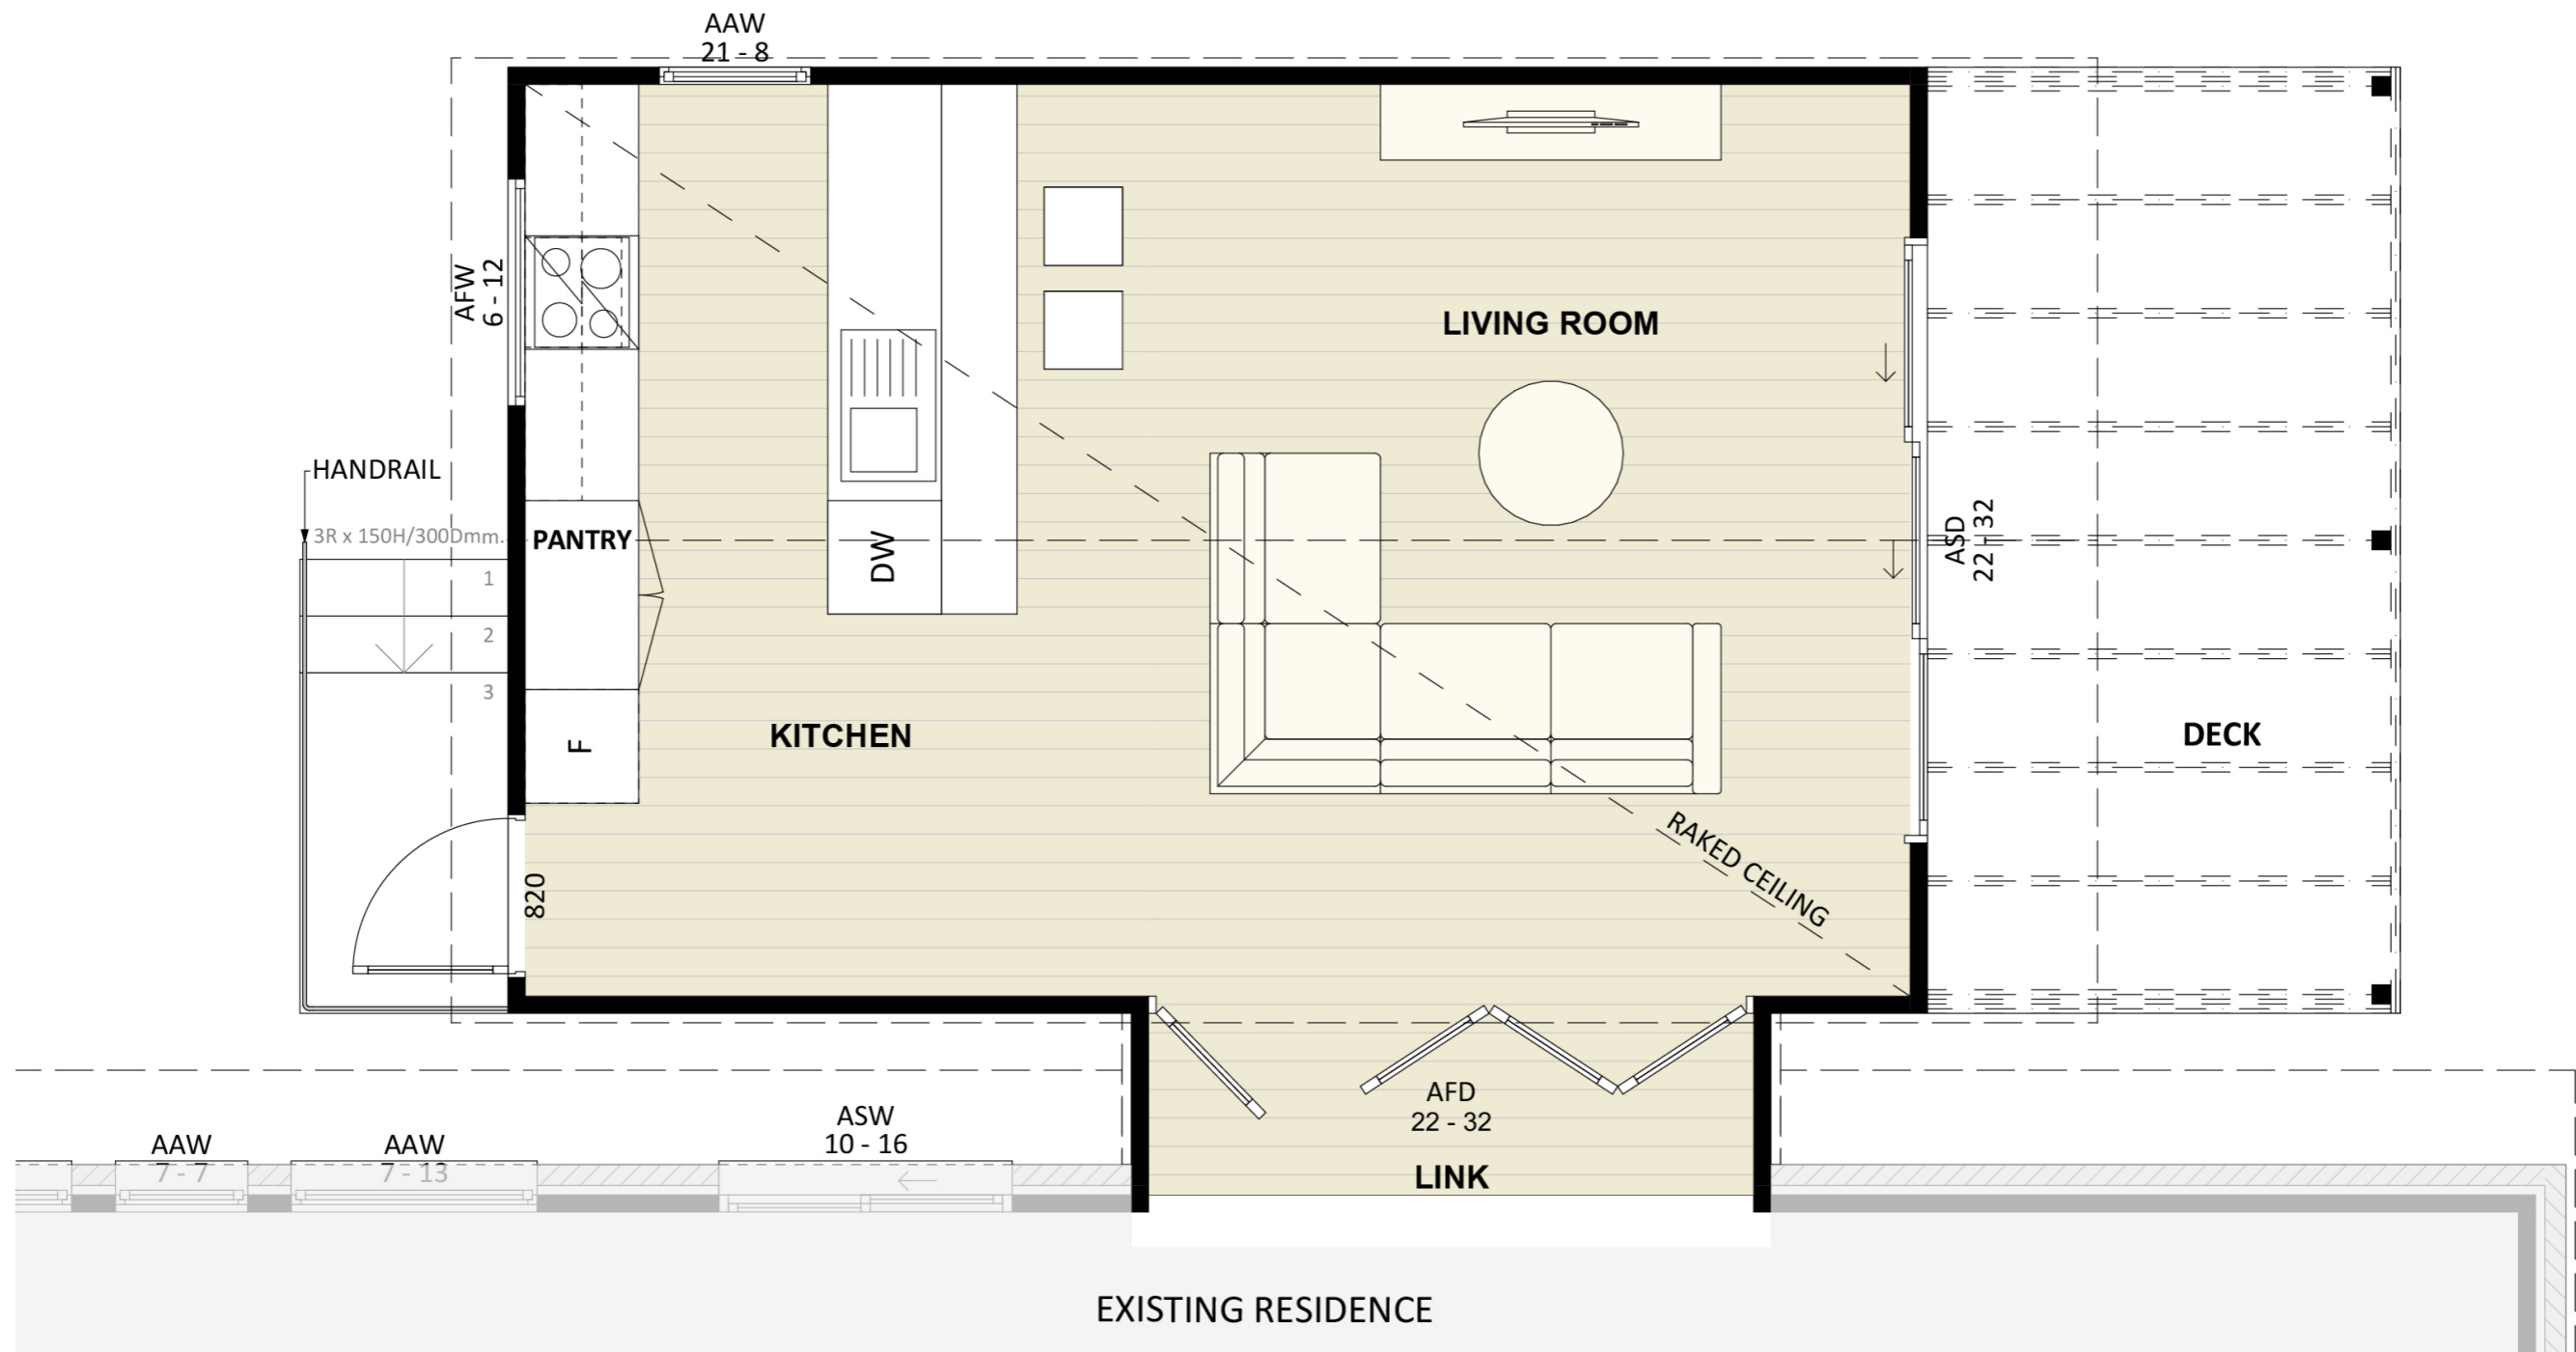 AAW
21 - 8
AFW
6 - 12
LIVING ROOM
HANDRAIL
3R x 150H/300Dmm.
PANTRY
DW
ASD
22 - 32
1
2
3
F
KITCHEN
DECK
RAKED CEILING
820
AFD
22 - 32
ASW
10 - 16
AAW
7 - 7
AAW
7 - 13
LINK
EXISTING RESIDENCE